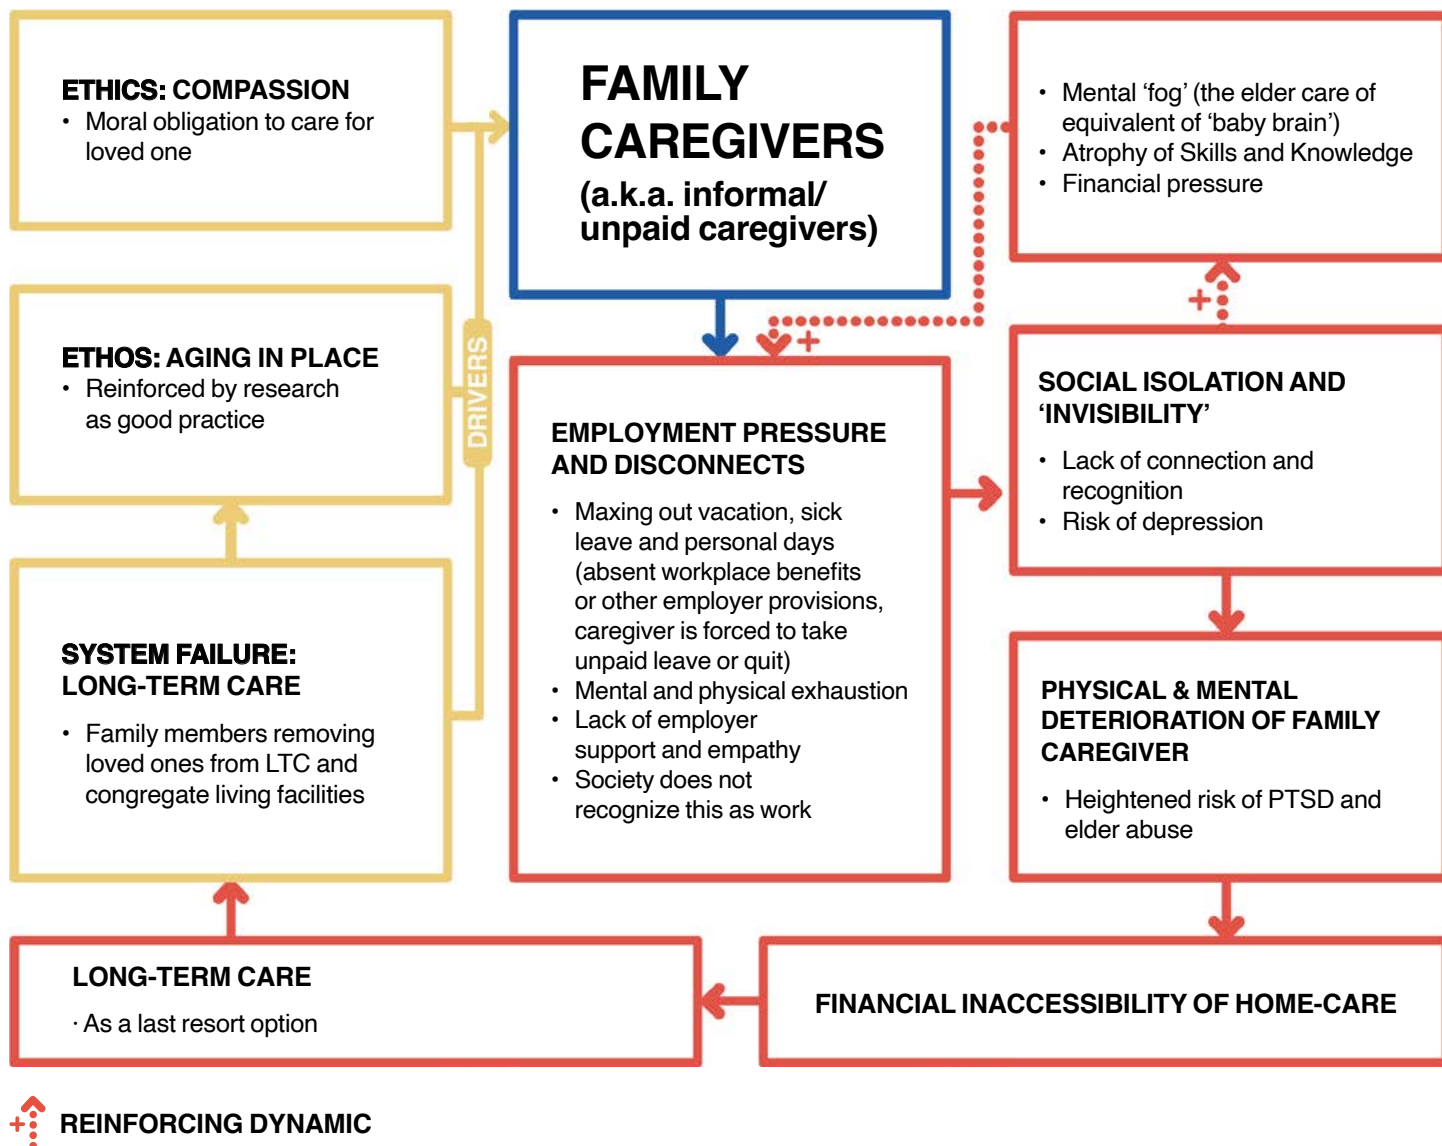 ETHICS: COMPASSION
• Moral obligation to care for
loved one
FAMILY
CAREGIVERS
(a.k.a. informal/
unpaid caregivers)
• Mental ‘fog’ (the elder care of
equivalent of ‘baby brain’)
• Atrophy of Skills and Knowledge
• Financial pressure
ETHOS: AGING IN PLACE
• Reinforced by research
as good practice
DRIVERS
+
+
EMPLOYMENT PRESSURE
AND DISCONNECTS
• Maxing out vacation, sick
leave and personal days
(absent workplace benefits
or other employer provisions,
caregiver is forced to take
unpaid leave or quit)
• Mental and physical exhaustion
• Lack of employer
support and empathy
• Society does not
recognize this as work
SOCIAL ISOLATION AND
‘INVISIBILITY’
• Lack of connection and
recognition
• Risk of depression
SYSTEM FAILURE:
LONG-TERM CARE
• Family members removing
loved ones from LTC and
congregate living facilities
PHYSICAL & MENTAL
DETERIORATION OF FAMILY
CAREGIVER
• Heightened risk of PTSD and
elder abuse
LONG-TERM CARE
· As a last resort option
FINANCIAL INACCESSIBILITY OF HOME-CARE
+ REINFORCING DYNAMIC